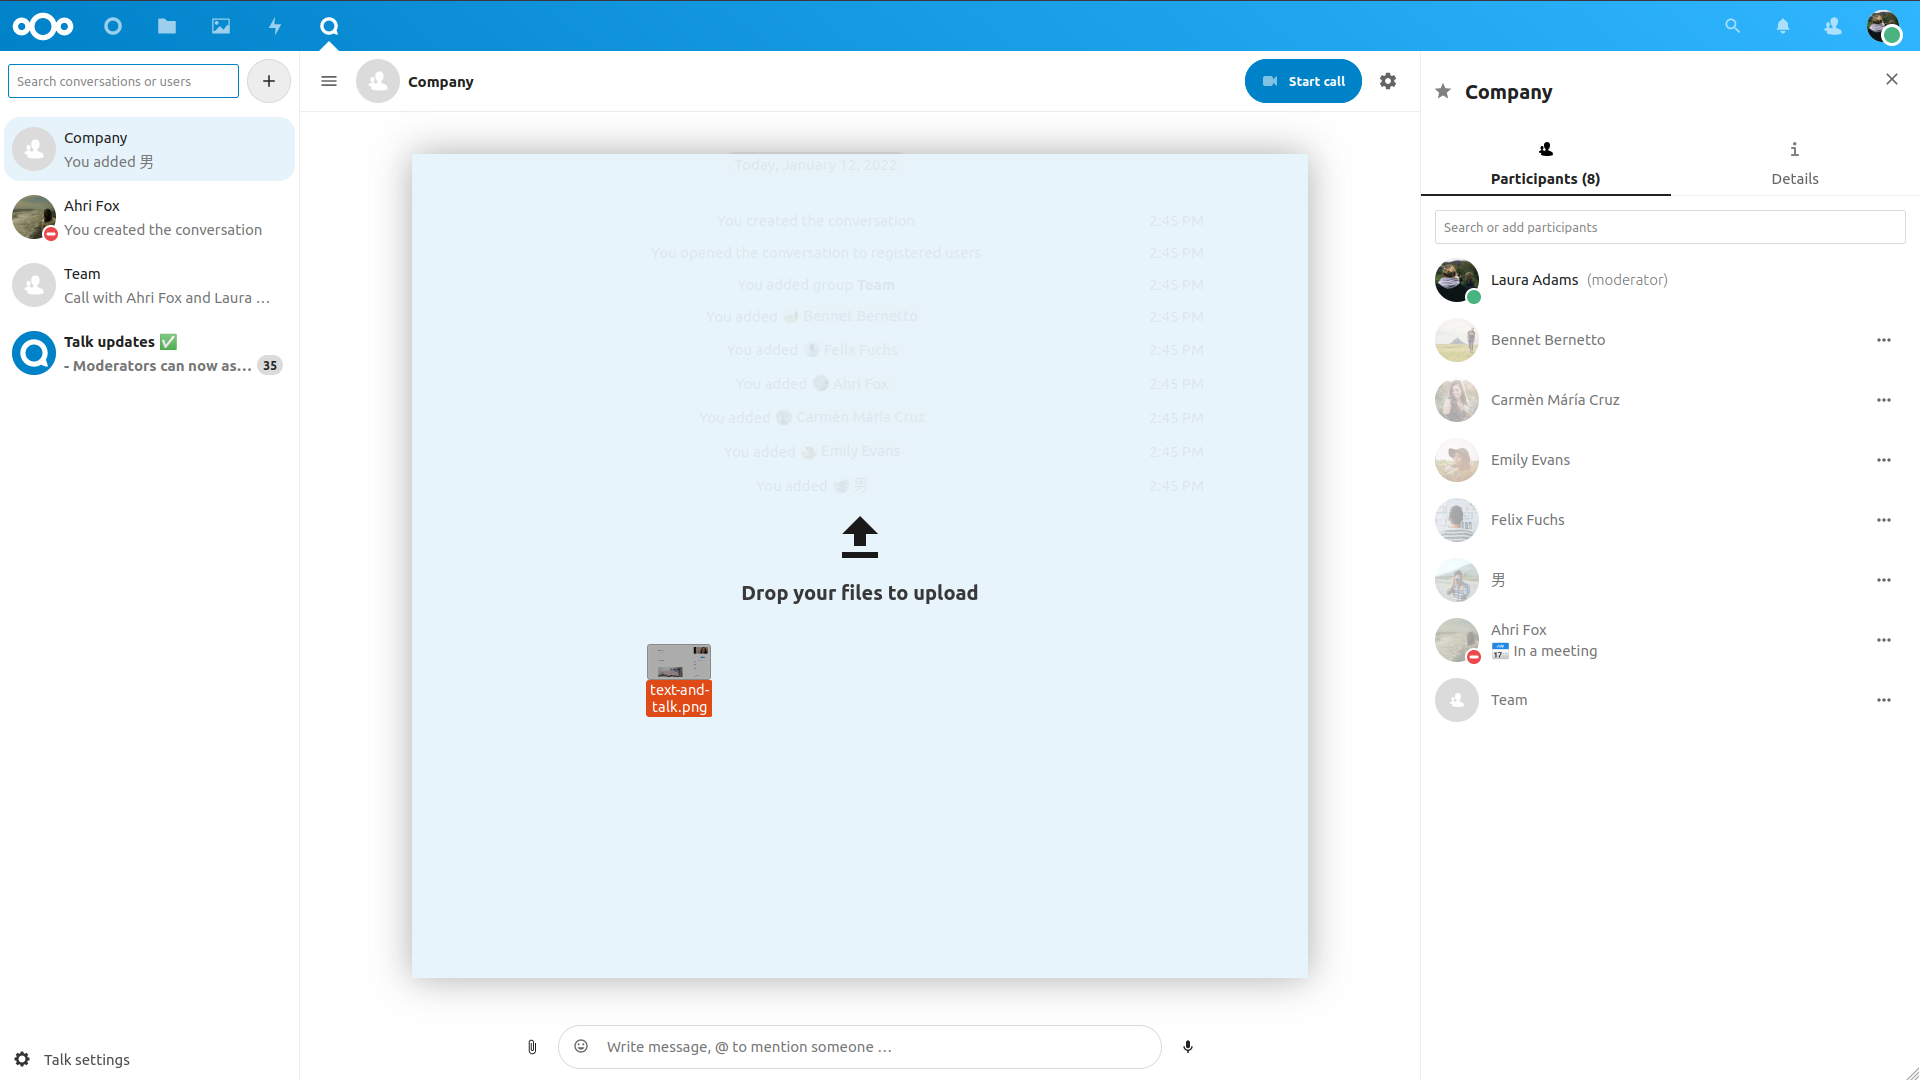 Search conversations or users
Company
You added 男
Ahri Fox
You created the conversation
Team
Call with Ahri Fox and Laura …
Talk updates ✅
- Moderators can now as… 35
Talk settings
Company
Start call
Today, January 12, 2022
You created the conversation 2:45 PM
You opened the conversation to registered users 2:45 PM
You added group Team 2:45 PM
You added Bennet Bernetto 2:45 PM
You added Felix Fuchs 2:45 PM
You added Ahri Fox 2:45 PM
You added Carmèn Máría Cruz 2:45 PM
You added Emily Evans 2:45 PM
You added 男 2:45 PM
Drop your files to upload
text-and-
talk.png
Write message, @ to mention someone …
Company
Participants (8)
Details
Search or add participants
Laura Adams (moderator)
Bennet Bernetto
Carmèn Máría Cruz
Emily Evans
Felix Fuchs
男
Ahri Fox
17 In a meeting
Team